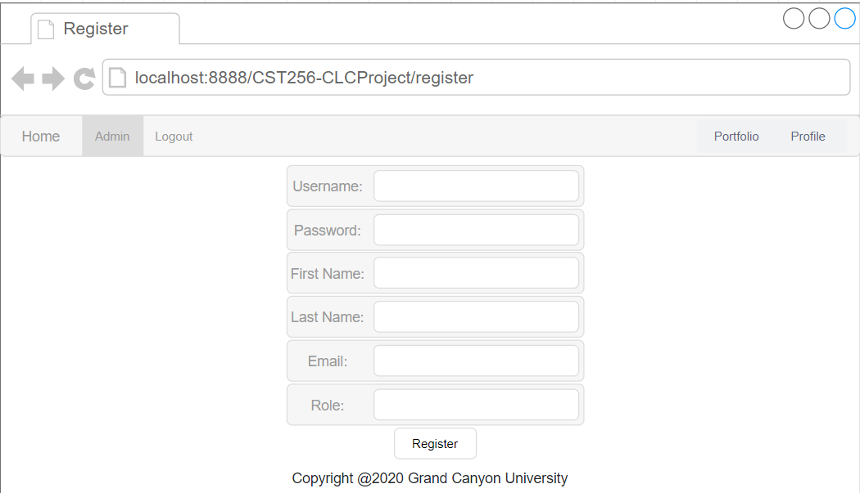 Register
localhost:8888/CST256-CLCProject/register
Home Admin Logout Portfolio Profile
Username:
Password:
First Name:
Last Name:
Email:
Role:
Register
Copyright @2020 Grand Canyon University